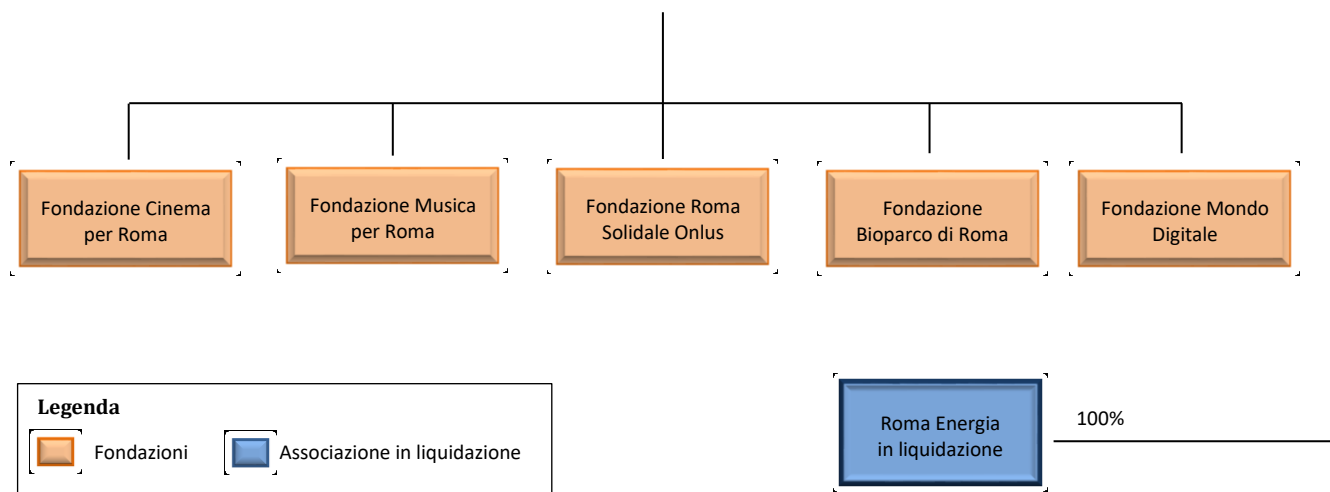 Fondazione Cinema
per Roma
Fondazione Musica
per Roma
Fondazione Roma
Solidale Onlus
Fondazione
Bioparco di Roma
Fondazione Mondo
Digitale
Legenda
Fondazioni
Associazione in liquidazione
Roma Energia
in liquidazione
100%